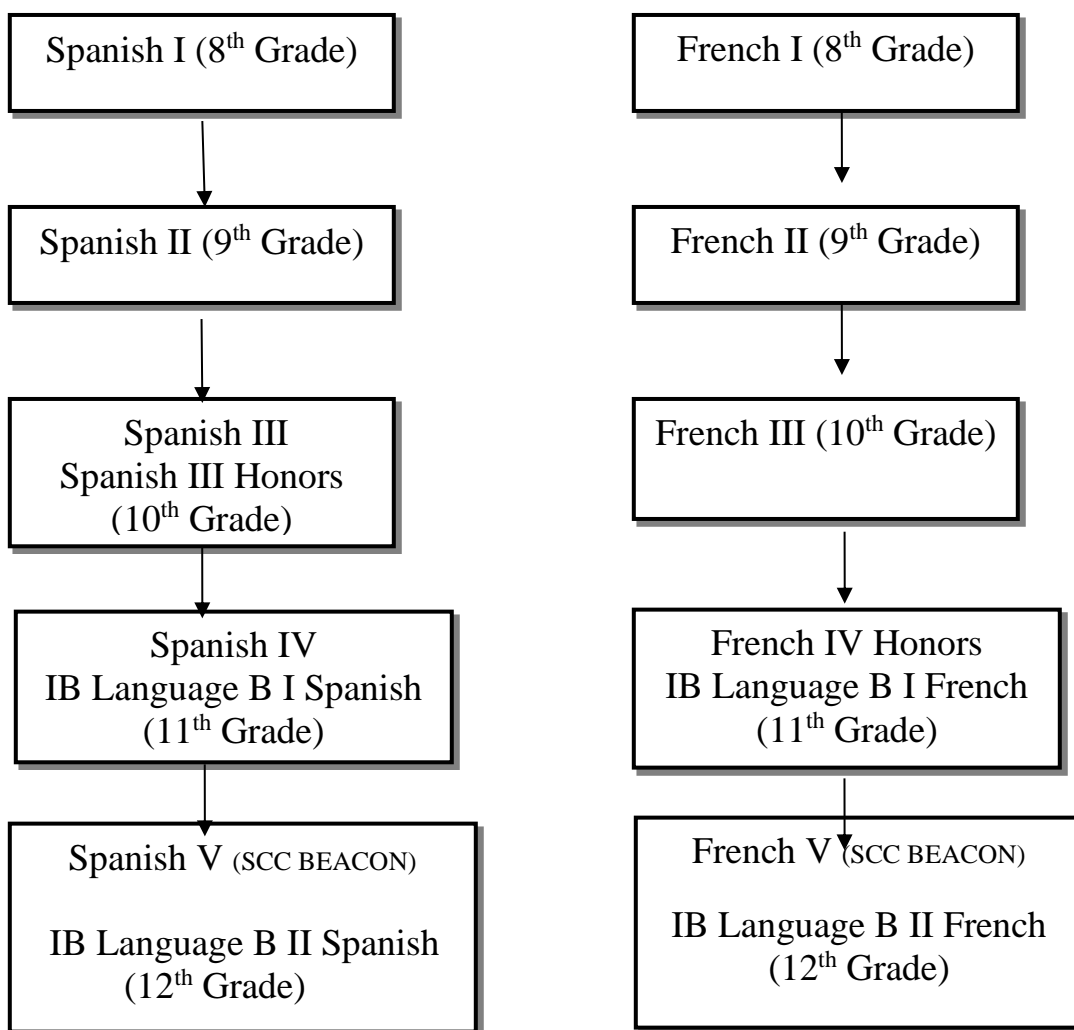 Spanish I (8th Grade)
French I (8th Grade)
Spanish II (9th Grade)
French II (9th Grade)
Spanish III
Spanish III Honors
(10th Grade)
French III (10th Grade)
Spanish IV
IB Language B I Spanish
(11th Grade)
French IV Honors
IB Language B I French
(11th Grade)
Spanish V (SCC BEACON)
IB Language B II Spanish
(12th Grade)
French V (SCC BEACON)
IB Language B II French
(12th Grade)